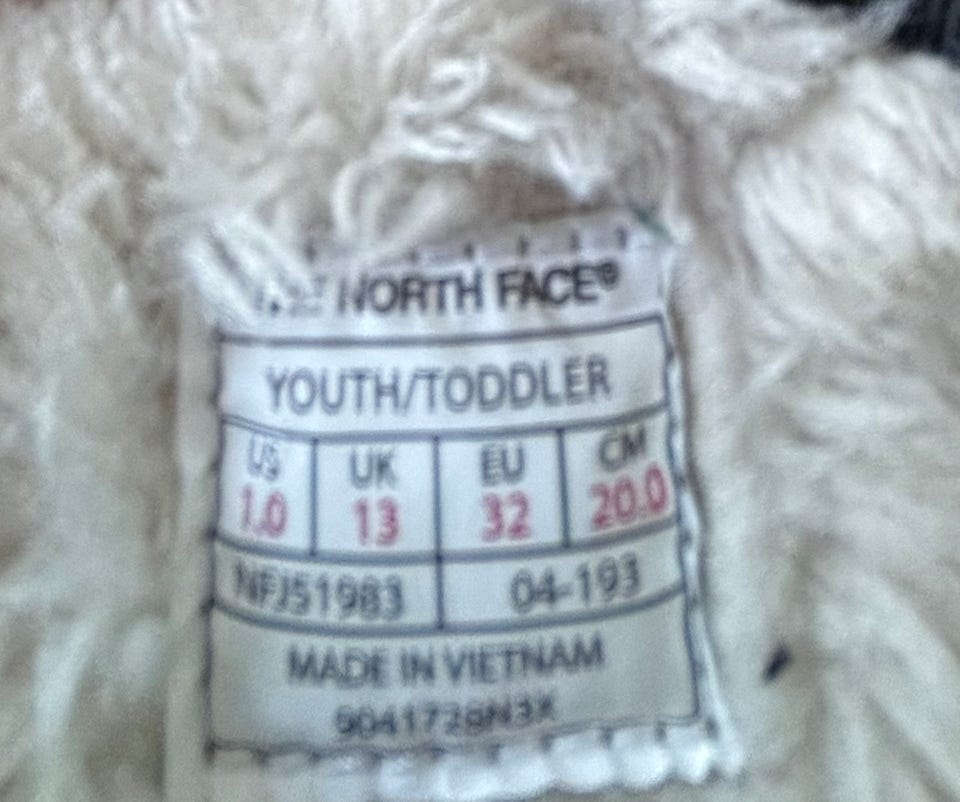 NORTH FACE®
YOUTH/TODDLER
US UK EU CM
1.0 13 32 20.0
NFJ51983 04-193
MADE IN VIETNAM